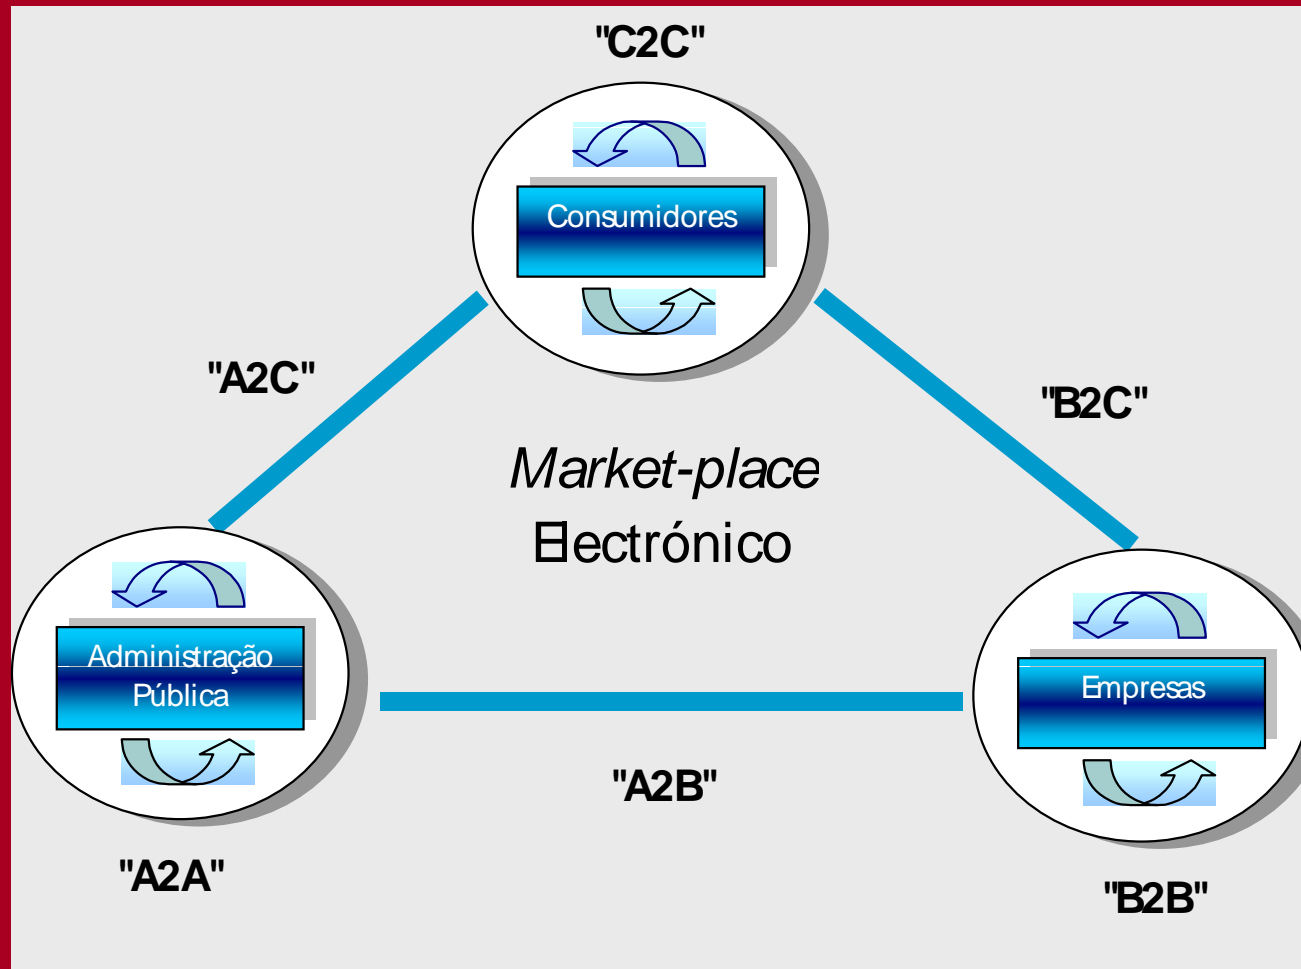 "C2C"
Consumidores
"A2C"
"B2C"
Market-place
Electrónico
Administração
Pública
Empresas
"A2B"
"A2A"
"B2B"